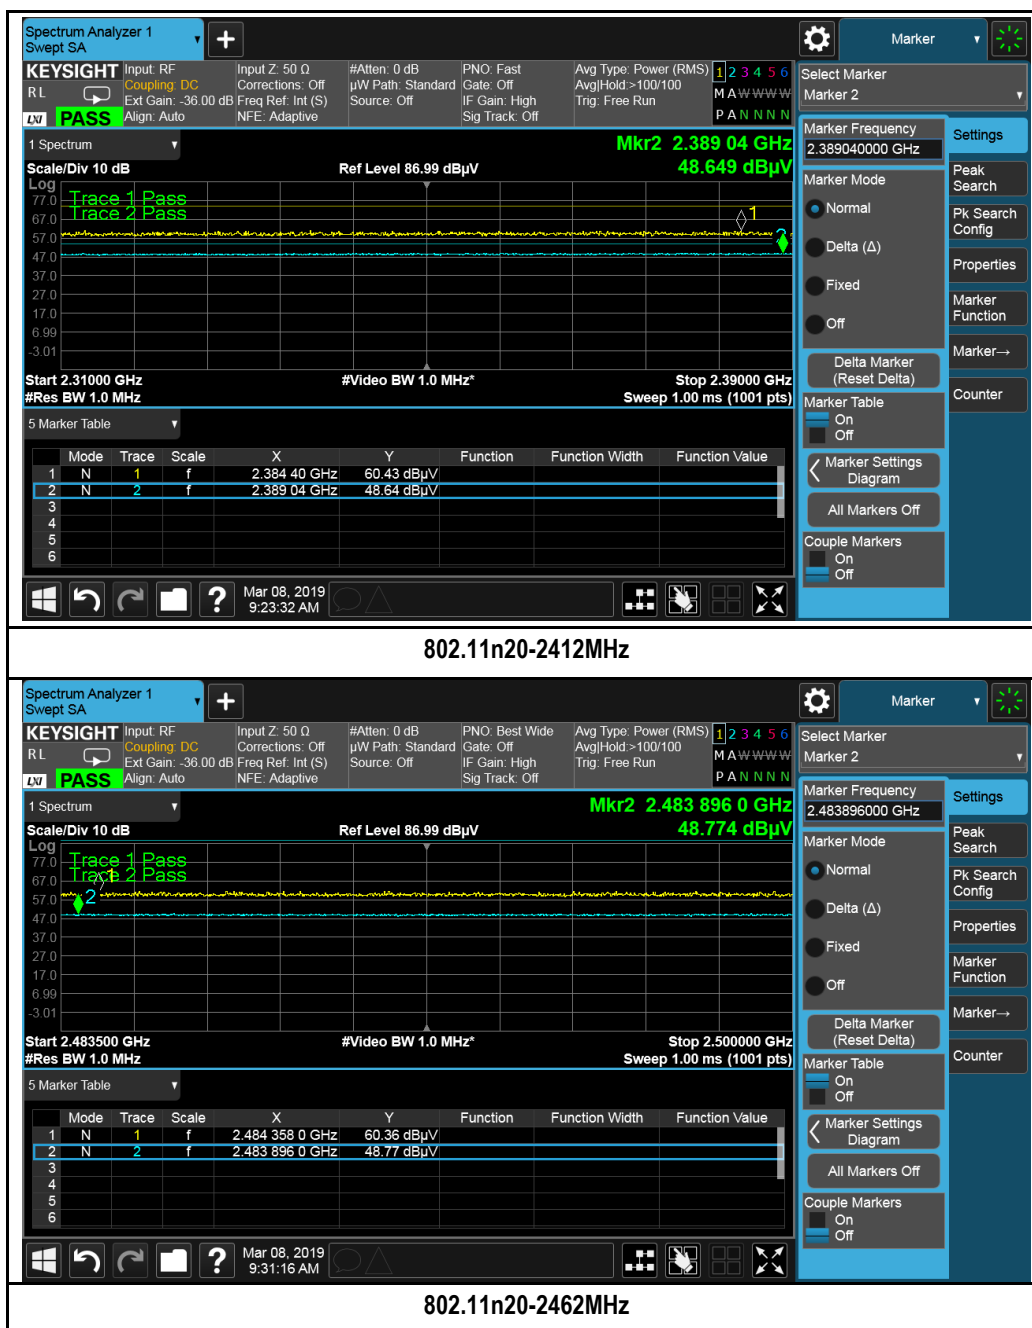 Spectrum Analyzer 1
Swept SA
Marker
KEYSIGHT Input: RF Input Z: 50 Ω #Atten: 0 dB PNO: Fast Avg Type: Power (RMS) 1 2 3 4 5 6
RL Coupling: DC Corrections: Off µW Path: Standard Gate: Off Avg|Hold:>100/100 M A W W W W
Ext Gain: -36.00 dB Freq Ref: Int (S) Source: Off IF Gain: High Trig: Free Run
LXI PASS Align: Auto NFE: Adaptive Sig Track: Off P A N N N N
Select Marker
Marker 2
1 Spectrum
Mkr2 2.389 04 GHz
Scale/Div 10 dB Ref Level 86.99 dBµV 48.649 dBµV
Log
77.0
Trace 1 Pass
67.0
Trace 2 Pass
57.0
47.0
37.0
27.0
17.0
6.99
-3.01
1
2
Start 2.31000 GHz #Video BW 1.0 MHz* Stop 2.39000 GHz
#Res BW 1.0 MHz Sweep 1.00 ms (1001 pts)
5 Marker Table
Mode Trace Scale X Y Function Function Width Function Value
1 N 1 f 2.384 40 GHz 60.43 dBµV
2 N 2 f 2.389 04 GHz 48.64 dBµV
3
4
5
6
Marker Frequency
2.389040000 GHz
Marker Mode
Normal
Delta (Δ)
Fixed
Off
Delta Marker
(Reset Delta)
Marker Table
On
Off
Marker Settings
Diagram
All Markers Off
Couple Markers
On
Off
Settings
Peak
Search
Pk Search
Config
Properties
Marker
Function
Marker→
Counter
?
Mar 08, 2019
9:23:32 AM
802.11n20-2412MHz
Spectrum Analyzer 1
Swept SA
Marker
KEYSIGHT Input: RF Input Z: 50 Ω #Atten: 0 dB PNO: Best Wide Avg Type: Power (RMS) 1 2 3 4 5 6
RL Coupling: DC Corrections: Off µW Path: Standard Gate: Off Avg|Hold:>100/100 M A W W W W
Ext Gain: -36.00 dB Freq Ref: Int (S) Source: Off IF Gain: High Trig: Free Run
LXI PASS Align: Auto NFE: Adaptive Sig Track: Off P A N N N N
Select Marker
Marker 2
1 Spectrum
Mkr2 2.483 896 0 GHz
Scale/Div 10 dB Ref Level 86.99 dBµV 48.774 dBµV
Log
77.0
Trace 1 Pass
67.0
Trace 2 Pass
57.0
47.0
37.0
27.0
17.0
6.99
-3.01
1
2
Start 2.483500 GHz #Video BW 1.0 MHz* Stop 2.500000 GHz
#Res BW 1.0 MHz Sweep 1.00 ms (1001 pts)
5 Marker Table
Mode Trace Scale X Y Function Function Width Function Value
1 N 1 f 2.484 358 0 GHz 60.36 dBµV
2 N 2 f 2.483 896 0 GHz 48.77 dBµV
3
4
5
6
Marker Frequency
2.483896000 GHz
Marker Mode
Normal
Delta (Δ)
Fixed
Off
Delta Marker
(Reset Delta)
Marker Table
On
Off
Marker Settings
Diagram
All Markers Off
Couple Markers
On
Off
Settings
Peak
Search
Pk Search
Config
Properties
Marker
Function
Marker→
Counter
?
Mar 08, 2019
9:31:16 AM
802.11n20-2462MHz